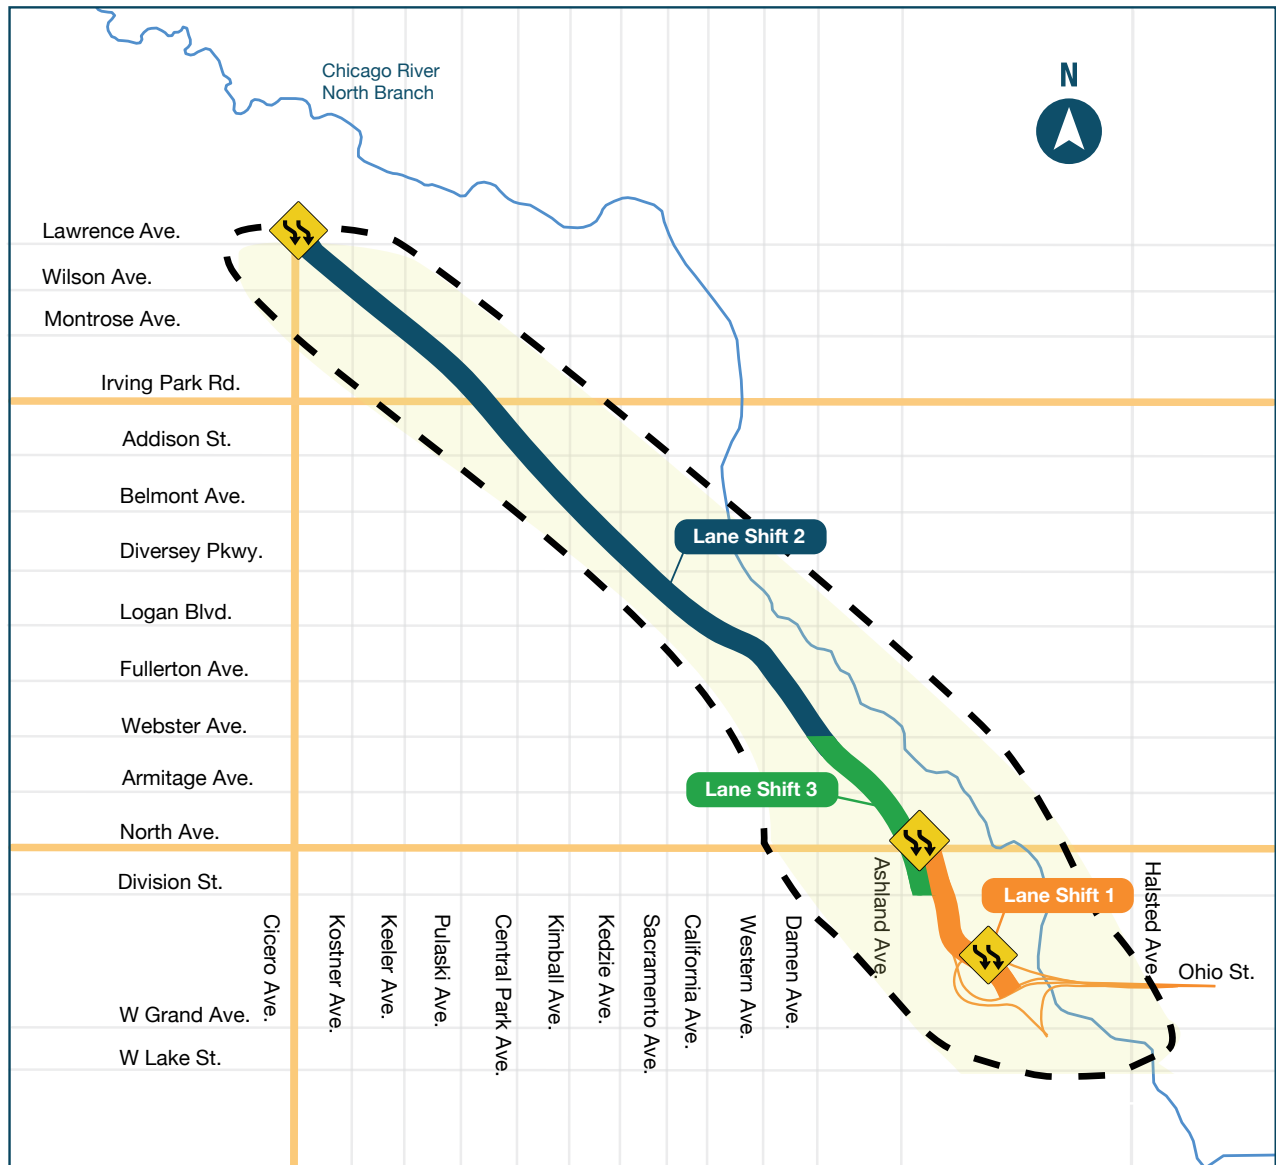 Chicago River
North Branch
N
Lawrence Ave.
Wilson Ave.
Montrose Ave.
Irving Park Rd.
Addison St.
Belmont Ave.
Lane Shift 2
Diversey Pkwy.
Logan Blvd.
Fullerton Ave.
Webster Ave.
Armitage Ave.
Lane Shift 3
North Ave.
Division St.
Lane Shift 1
Cicero Ave.
Kostner Ave.
Keeler Ave.
Pulaski Ave.
Central Park Ave.
Kimball Ave.
Kedzie Ave.
Sacramento Ave.
California Ave.
Western Ave.
Damen Ave.
Ashland Ave.
Halsted Ave.
Ohio St.
W Grand Ave.
W Lake St.